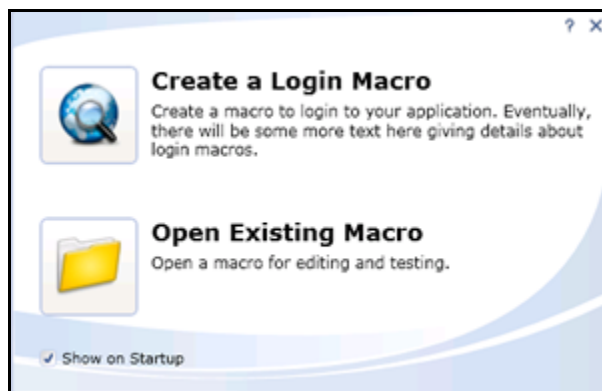 ? X
Create a Login Macro
Create a macro to login to your application. Eventually,
there will be some more text here giving details about
login macros.
Open Existing Macro
Open a macro for editing and testing.
Show on Startup